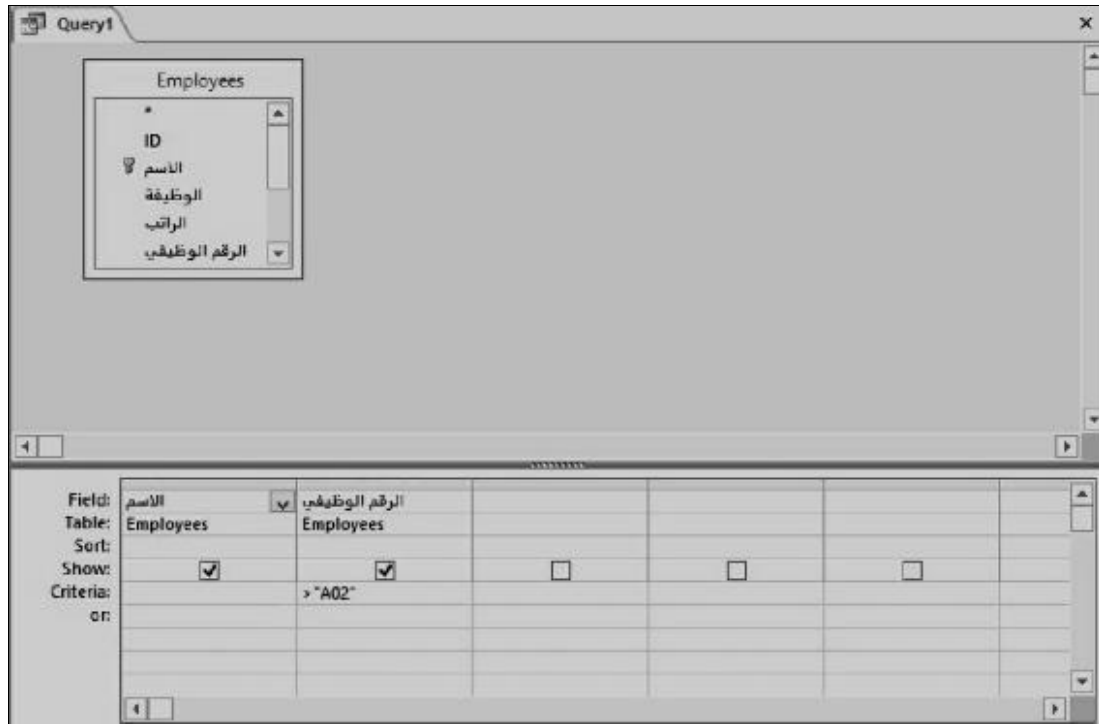 Query1
Employees
*
ID
الاسم
الوظيفة
الراتب
الرقم الوظيفي
Field: الاسم الرقم الوظيفي
Table: Employees Employees
Sort:
Show:
Criteria: > "A02"
or: